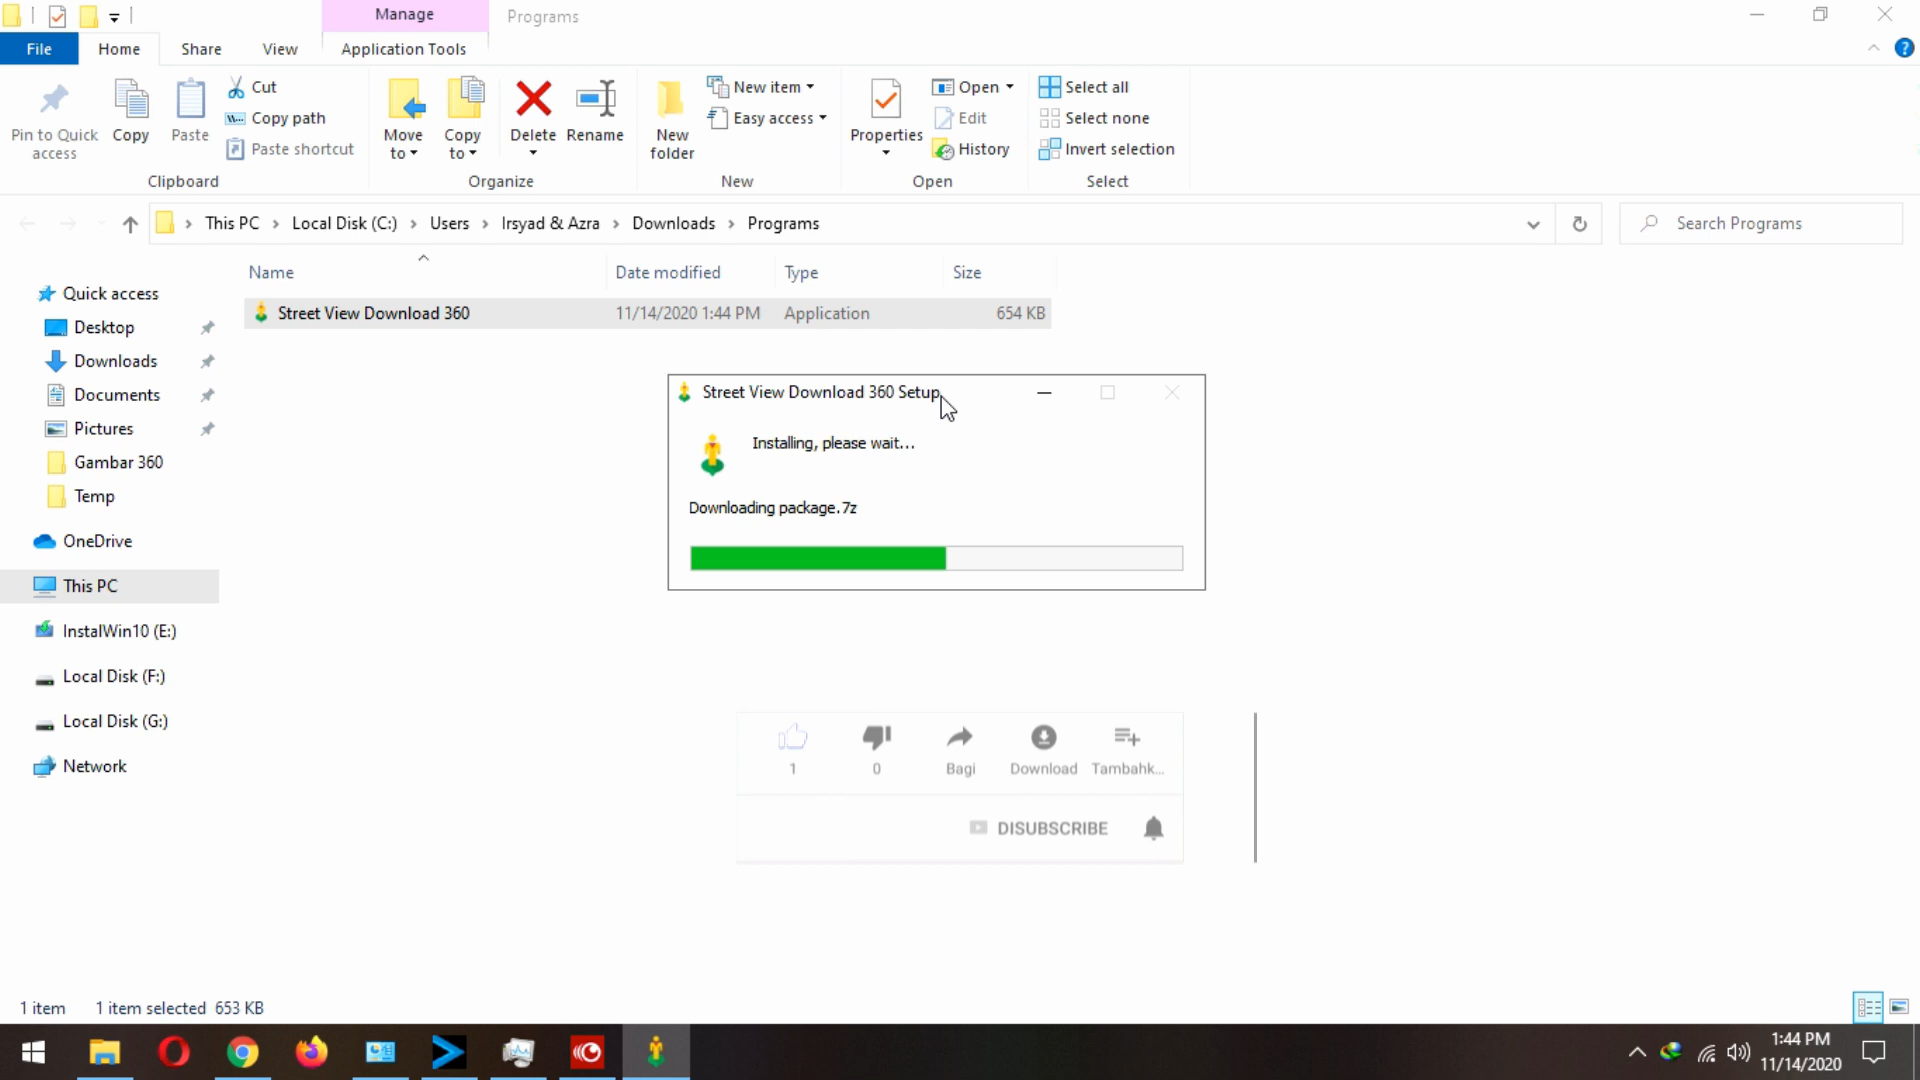 Manage
Programs
File
Home
Share
View
Application Tools
Pin to Quick access
Copy
Paste
Cut
Copy path
Paste shortcut
Clipboard
Move to
Copy to
Delete
Rename
Organize
New folder
New item
Easy access
New
Properties
Open
Edit
History
Open
Select all
Select none
Invert selection
Select
This PC > Local Disk (C:) > Users > Irsyad & Azra > Downloads > Programs
Search Programs
Name
Date modified
Type
Size
Street View Download 360
11/14/2020 1:44 PM
Application
654 KB
Quick access
Desktop
Downloads
Documents
Pictures
Gambar 360
Temp
OneDrive
This PC
InstalWin10 (E:)
Local Disk (F:)
Local Disk (G:)
Network
Street View Download 360 Setup
Installing, please wait...
Downloading package.7z
1
0
Bagi
Download
Tambahk...
DISUBSCRIBE
1 item
1 item selected 653 KB
1:44 PM
11/14/2020